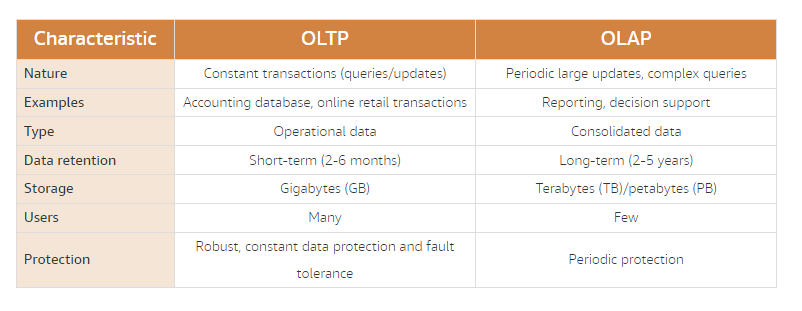 Characteristic OLTP OLAP
Nature Constant transactions (queries/updates) Periodic large updates, complex queries
Examples Accounting database, online retail transactions Reporting, decision support
Type Operational data Consolidated data
Data retention Short-term (2-6 months) Long-term (2-5 years)
Storage Gigabytes (GB) Terabytes (TB)/petabytes (PB)
Users Many Few
Protection Robust, constant data protection and fault
tolerance Periodic protection